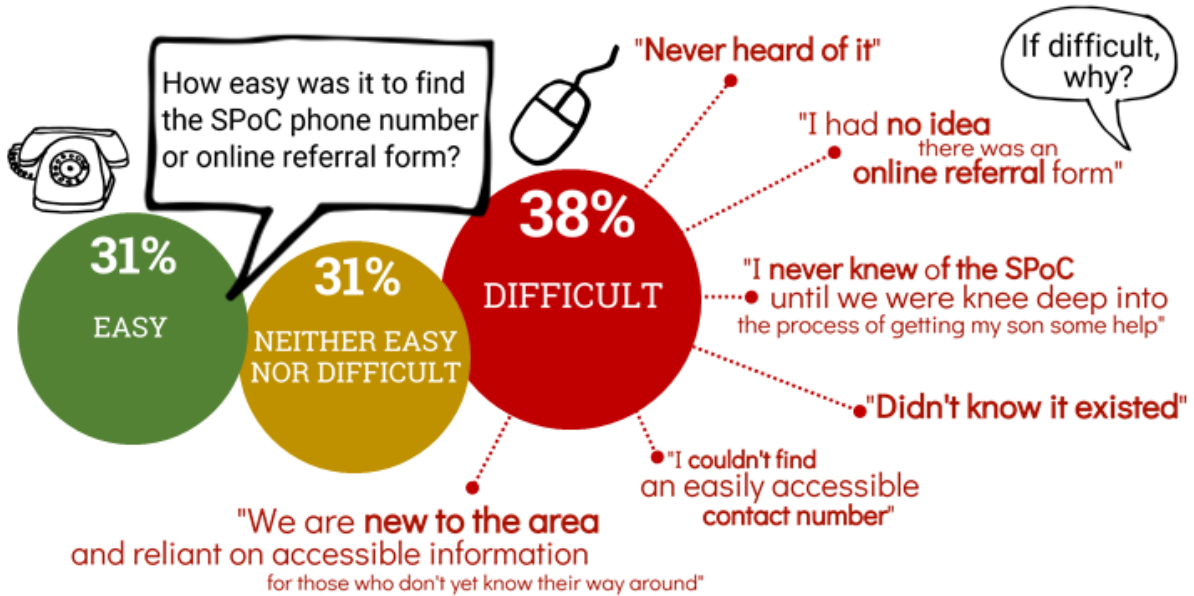 How easy was it to find
the SPoC phone number
or online referral form?
31%
EASY
31%
NEITHER EASY
NOR DIFFICULT
38%
DIFFICULT
If difficult,
why?
"Never heard of it"
"I had no idea
there was an
online referral form"
"I never knew of the SPoC
until we were knee deep into
the process of getting my son some help"
"Didn't know it existed"
"I couldn't find
an easily accessible
contact number"
"We are new to the area
and reliant on accessible information
for those who don't yet know their way around"